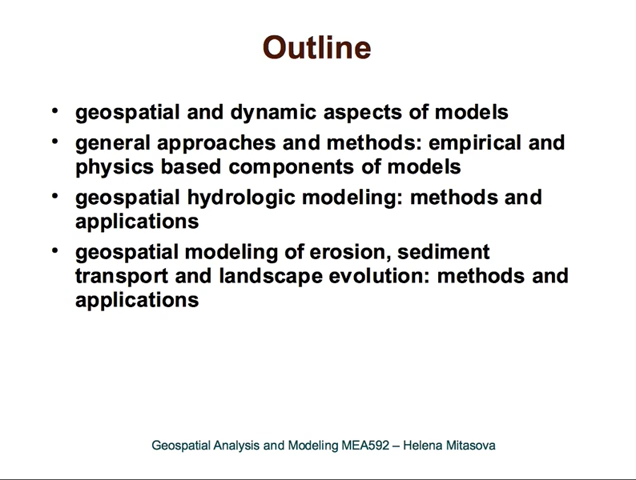 Outline
• geospatial and dynamic aspects of models
• general approaches and methods: empirical and
physics based components of models
• geospatial hydrologic modeling: methods and
applications
• geospatial modeling of erosion, sediment
transport and landscape evolution: methods and
applications
Geospatial Analysis and Modeling MEA592 – Helena Mitasova